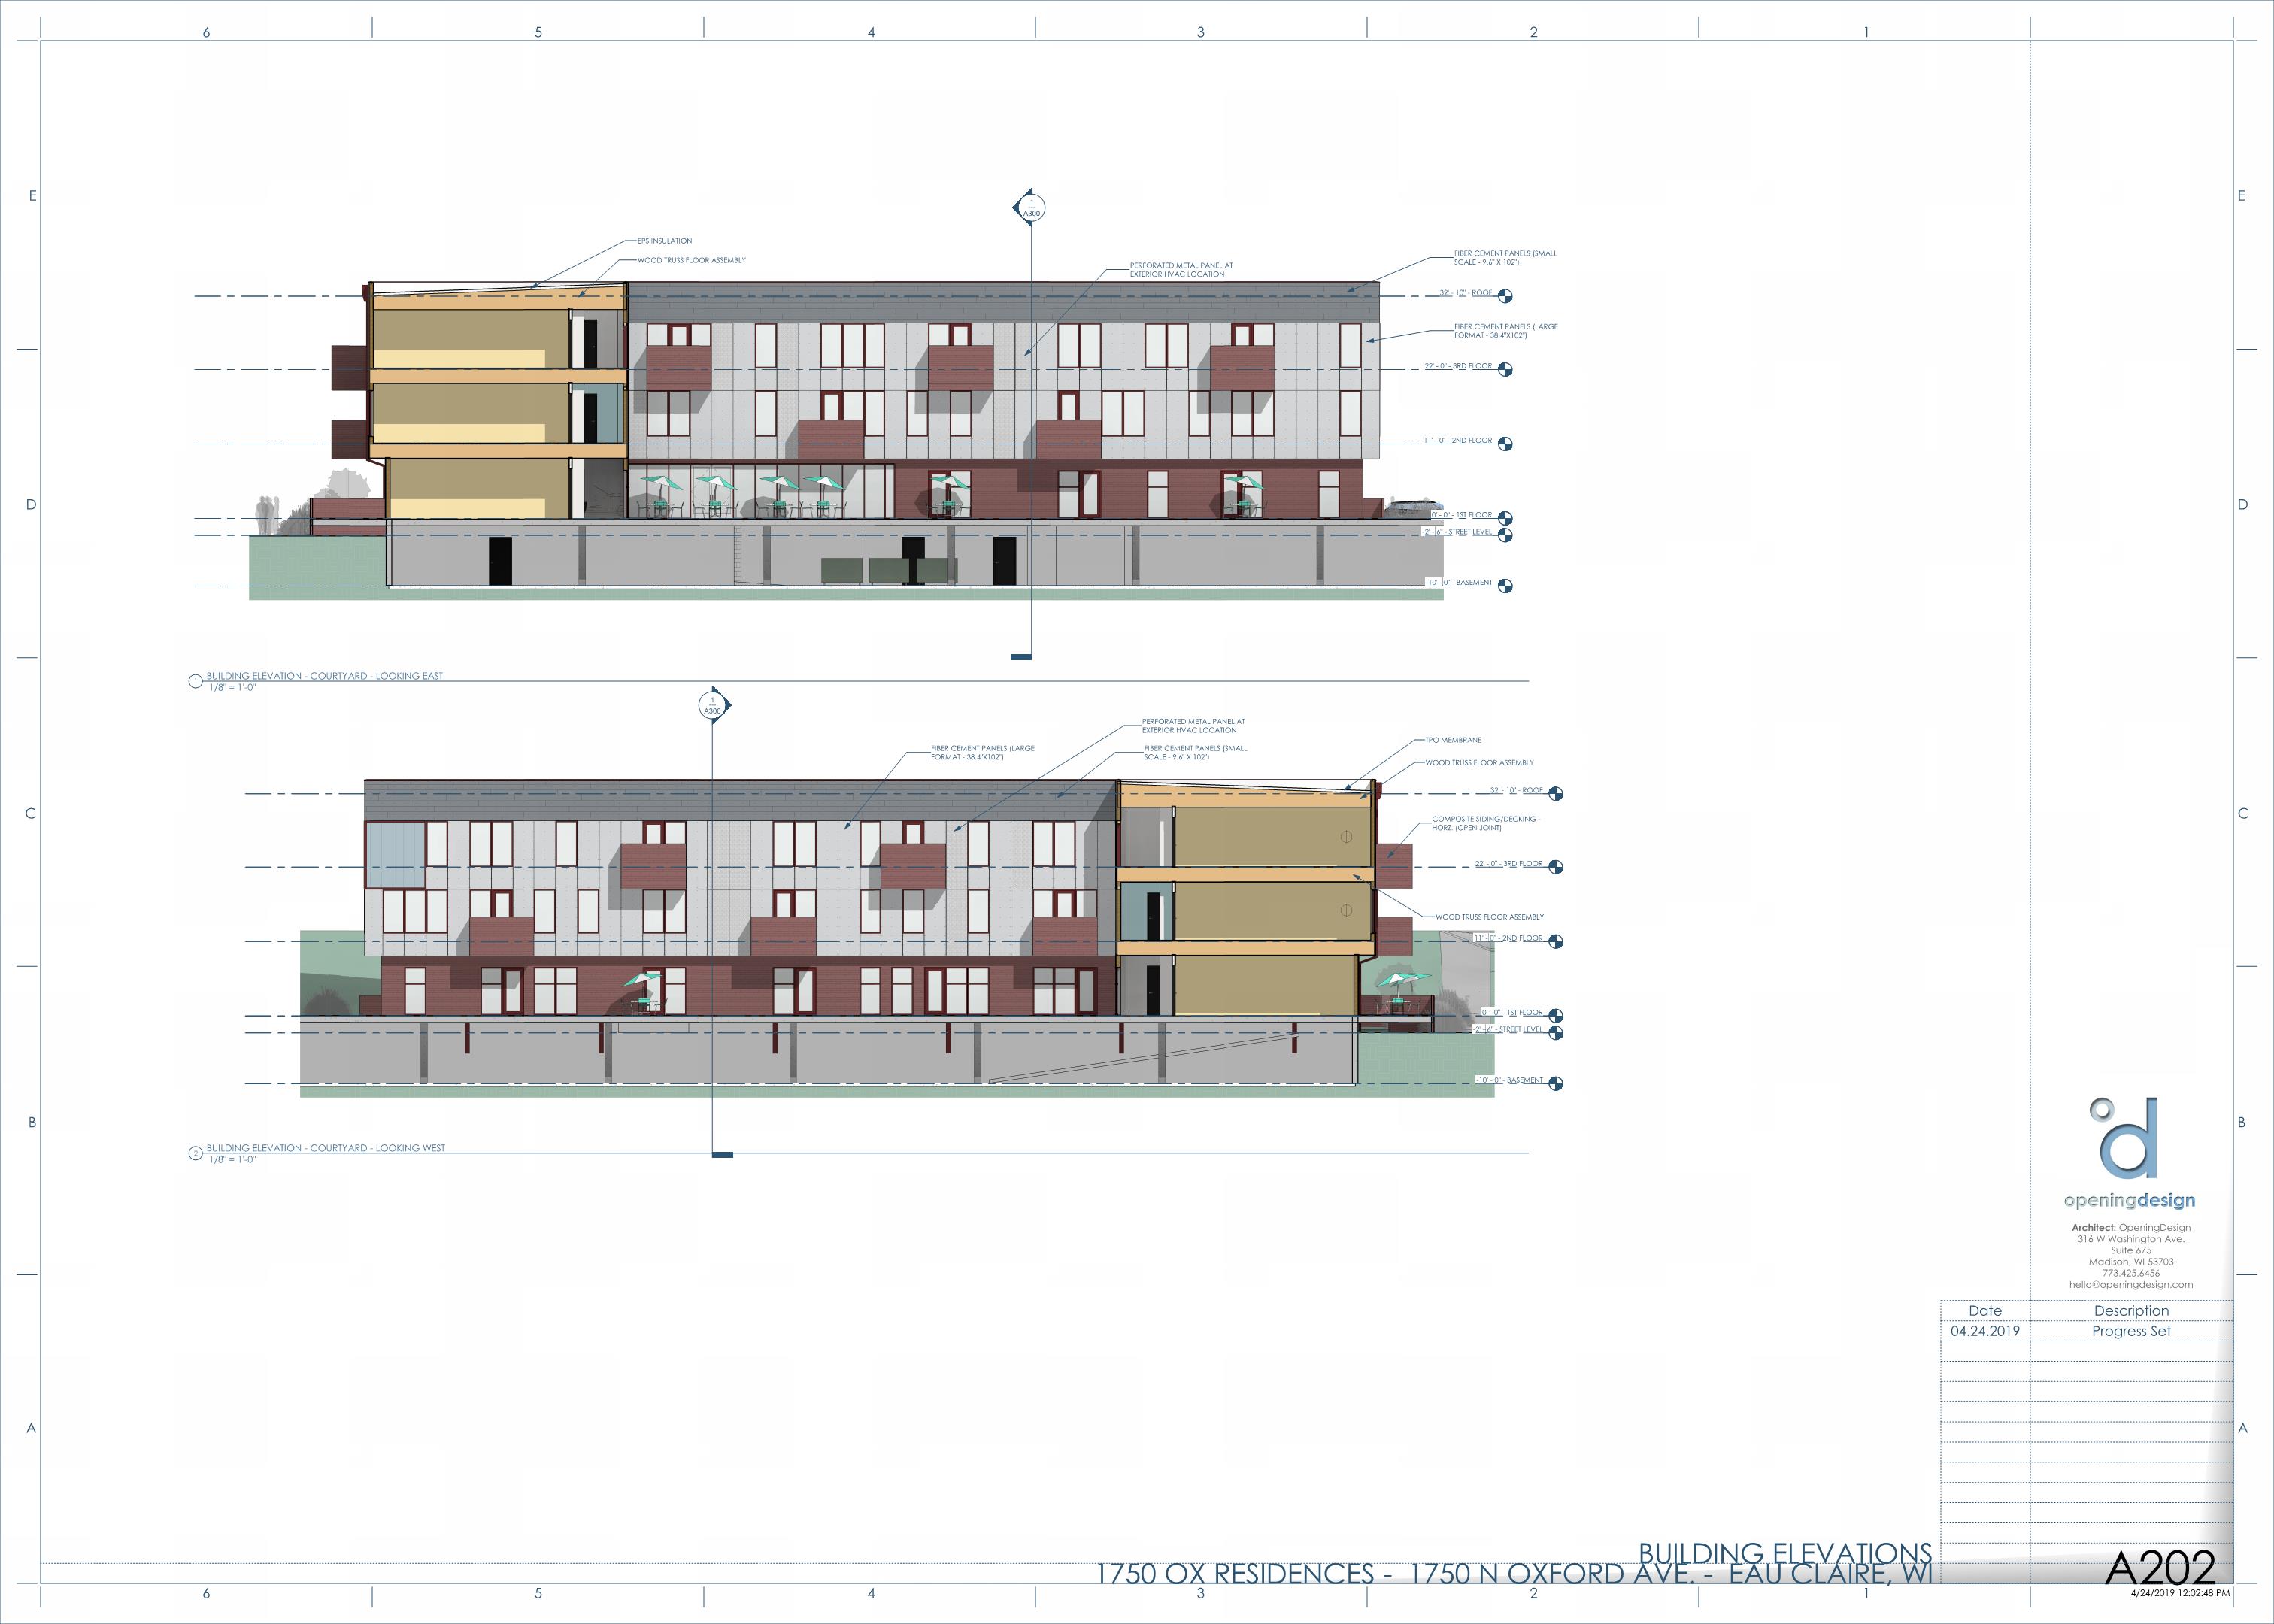 6 5 4 3 2 1
E
E
1
A300
EPS INSULATION
WOOD TRUSS FLOOR ASSEMBLY
PERFORATED METAL PANEL AT
EXTERIOR HVAC LOCATION
FIBER CEMENT PANELS (SMALL
SCALE - 9.6" X 102")
32' - 10" - ROOF
FIBER CEMENT PANELS (LARGE
FORMAT - 38.4"X102")
22' - 0" - 3RD FLOOR
11' - 0" - 2ND FLOOR
D
D
0' - 0" - 1ST FLOOR
-2' - 6" - STREET LEVEL
-10' - 0" - BASEMENT
1
BUILDING ELEVATION - COURTYARD - LOOKING EAST
1/8" = 1'-0"
1
A300
PERFORATED METAL PANEL AT
EXTERIOR HVAC LOCATION
FIBER CEMENT PANELS (LARGE
FORMAT - 38.4"X102")
FIBER CEMENT PANELS (SMALL
SCALE - 9.6" X 102")
TPO MEMBRANE
WOOD TRUSS FLOOR ASSEMBLY
32' - 10" - ROOF
C
C
COMPOSITE SIDING/DECKING -
HORZ. (OPEN JOINT)
22' - 0" - 3RD FLOOR
WOOD TRUSS FLOOR ASSEMBLY
11' - 0" - 2ND FLOOR
0' - 0" - 1ST FLOOR
-2' - 6" - STREET LEVEL
-10' - 0" - BASEMENT
B
B
2
BUILDING ELEVATION - COURTYARD - LOOKING WEST
1/8" = 1'-0"
d
openingdesign
Architect: OpeningDesign
316 W Washington Ave.
Suite 675
Madison, WI 53703
773.425.6456
hello@openingdesign.com
Date Description
04.24.2019 Progress Set
A
A
BUILDING ELEVATIONS
1750 OX RESIDENCES - 1750 N OXFORD AVE. - EAU CLAIRE, WI
A202
4/24/2019 12:02:48 PM
6 5 4 3 2 1